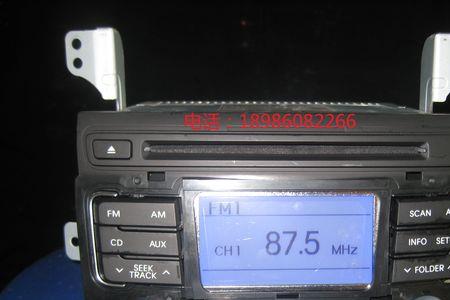 电话：18986082266
FM1
CH1 87.5 MHz
FM AM
CD AUX
SEEK
TRACK
SCAN
INFO
FOLDER